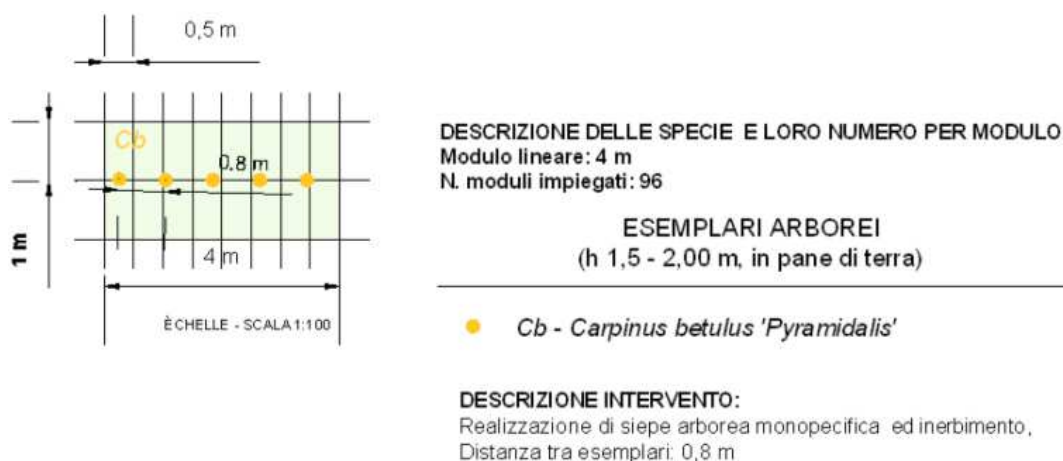 0,5 m
Cb
0.8 m
1 m
4 m
ÈCHELLE - SCALA 1:100
DESCRIZIONE DELLE SPECIE E LORO NUMERO PER MODULO
Modulo lineare: 4 m
N. moduli impiegati: 96
ESEMPLARI ARBOREI
(h 1,5 - 2,00 m, in pane di terra)
Cb - Carpinus betulus 'Pyramidalis'
DESCRIZIONE INTERVENTO:
Realizzazione di siepe arborea monopecifica ed inerbimento,
Distanza tra esemplari: 0,8 m